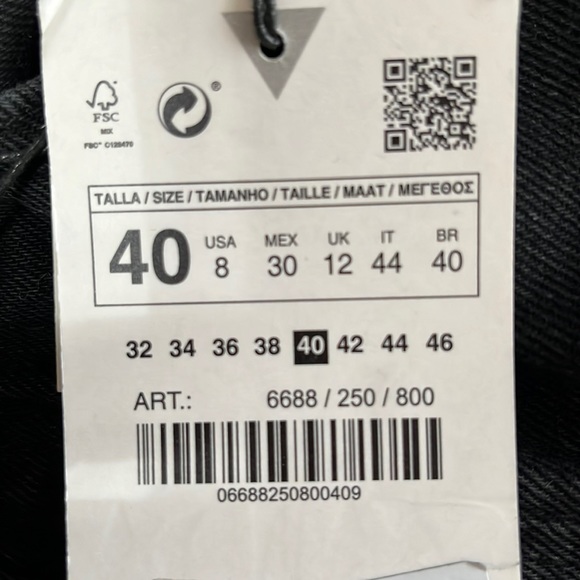 ®
FSC
MIX
FSC™ C128470
TALLA / SIZE / TAMANHO / TAILLE / MAAT / ΜΕΓΕΘΟΣ
40 USA 8 MEX 30 UK 12 IT 44 BR 40
32 34 36 38 40 42 44 46
ART.: 6688 / 250 / 800
06688250800409